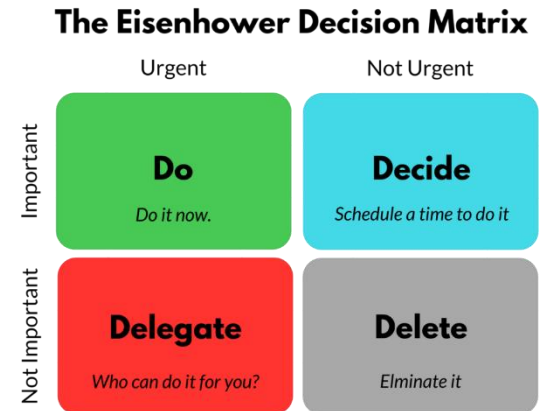 The Eisenhower Decision Matrix
Urgent
Not Urgent
Important
Do
Do it now.
Decide
Schedule a time to do it
Not Important
Delegate
Who can do it for you?
Delete
Elminate it